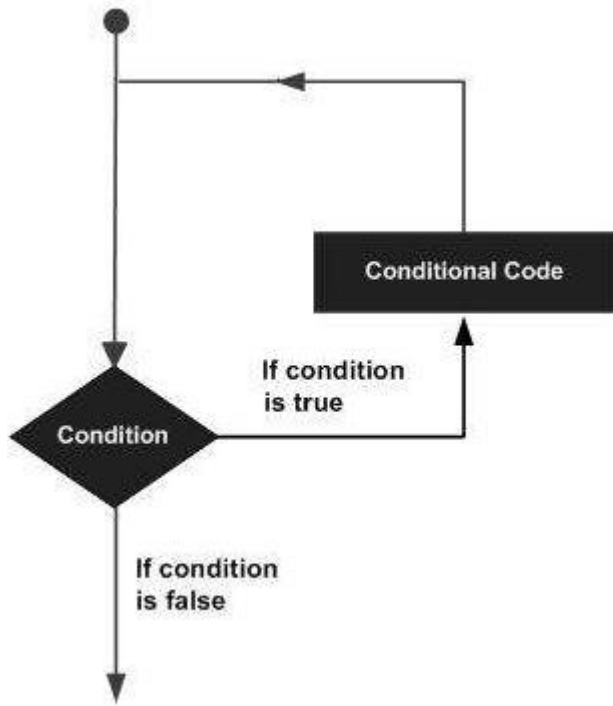 Conditional Code
If condition
is true
Condition
If condition
is false